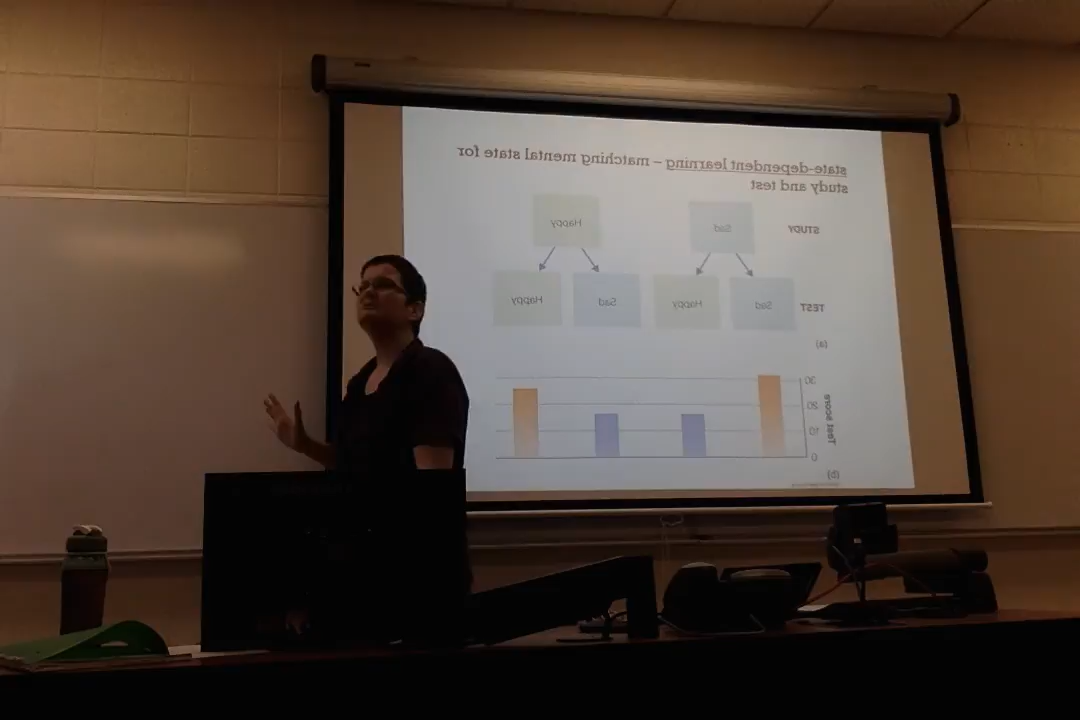 state-dependent learning – matching mental state for
study and test
STUDY
Sad
Happy
TEST
Sad
Happy
Sad
Happy
(a)
Test score
30
20
10
0
(b)